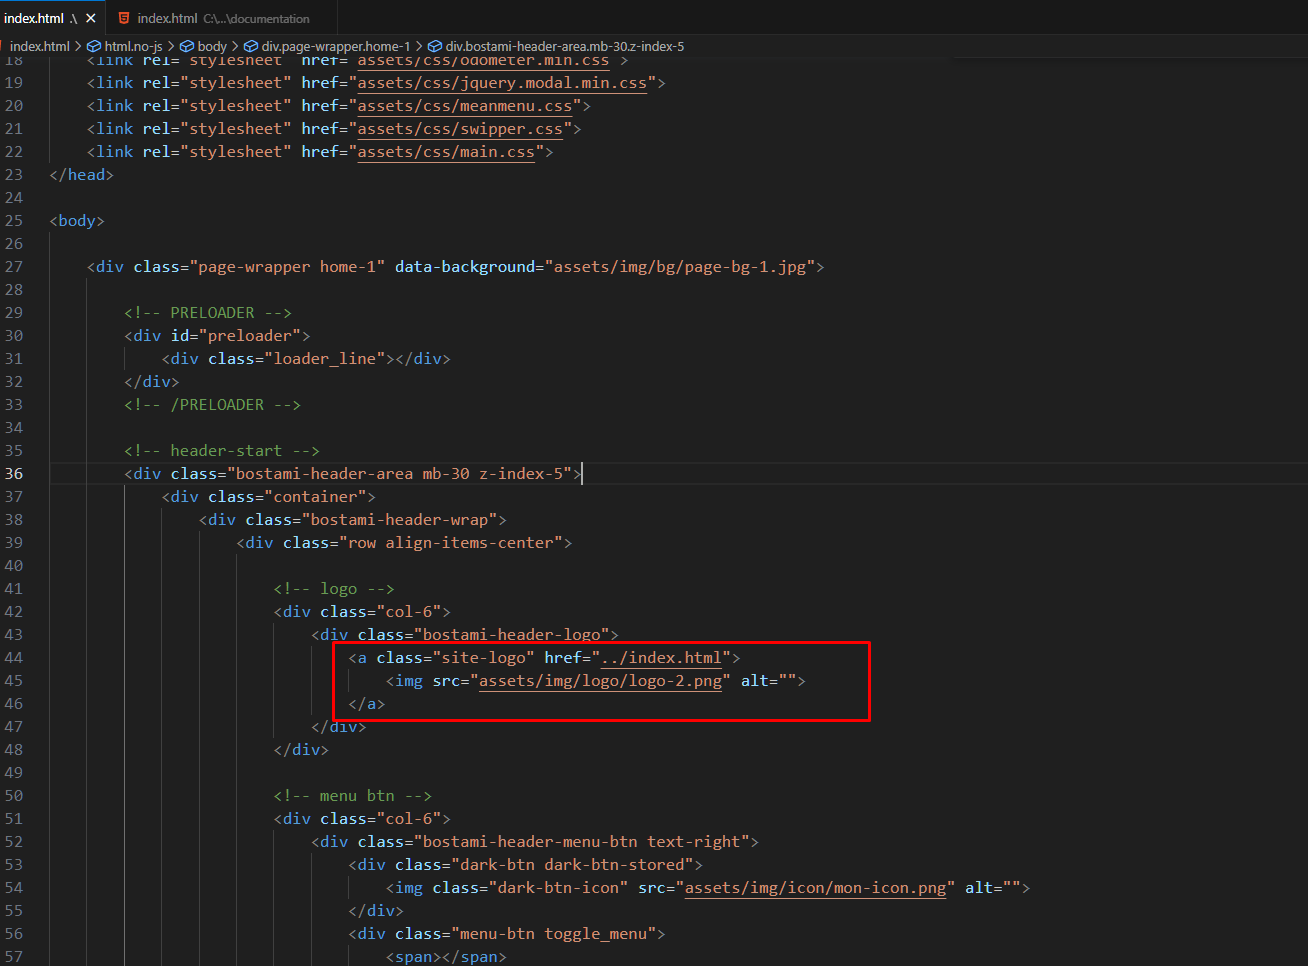 index.html .\ × index.html C:\...\documentation
index.html > html.no-js > body > div.page-wrapper.home-1 > div.bostami-header-area.mb-30.z-index-5
18 <link rel="stylesheet" href="assets/css/odometer.min.css">
19 <link rel="stylesheet" href="assets/css/jquery.modal.min.css">
20 <link rel="stylesheet" href="assets/css/meanmenu.css">
21 <link rel="stylesheet" href="assets/css/swipper.css">
22 <link rel="stylesheet" href="assets/css/main.css">
23 </head>
24
25 <body>
26
27 <div class="page-wrapper home-1" data-background="assets/img/bg/page-bg-1.jpg">
28
29 <!-- PRELOADER -->
30 <div id="preloader">
31 <div class="loader_line"></div>
32 </div>
33 <!-- /PRELOADER -->
34
35 <!-- header-start -->
36 <div class="bostami-header-area mb-30 z-index-5">
37 <div class="container">
38 <div class="bostami-header-wrap">
39 <div class="row align-items-center">
40
41 <!-- logo -->
42 <div class="col-6">
43 <div class="bostami-header-logo">
44 <a class="site-logo" href="../index.html">
45 <img src="assets/img/logo/logo-2.png" alt="">
46 </a>
47 </div>
48 </div>
49
50 <!-- menu btn -->
51 <div class="col-6">
52 <div class="bostami-header-menu-btn text-right">
53 <div class="dark-btn dark-btn-stored">
54 <img class="dark-btn-icon" src="assets/img/icon/mon-icon.png" alt="">
55 </div>
56 <div class="menu-btn toggle_menu">
57 <span></span>